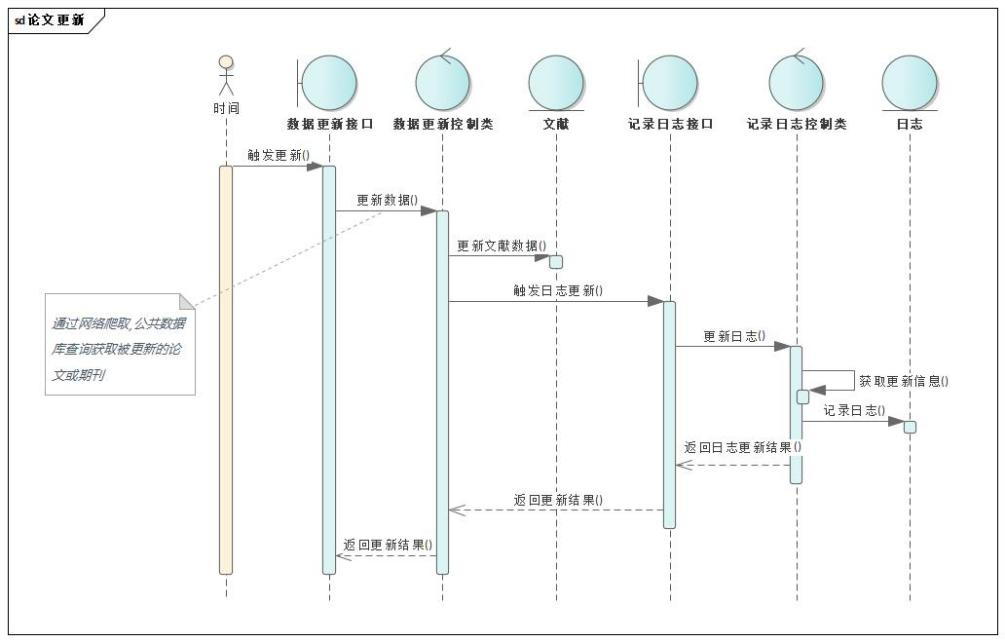 sd 论文更新
时间
数据更新接口
数据更新控制类
文献
记录日志接口
记录日志控制类
日志
触发更新()
更新数据()
更新文献数据()
触发日志更新()
通过网络爬取,公共数据
库查询获取被更新的论
文或期刊
更新日志()
获取更新信息()
记录日志()
返回日志更新结果()
返回更新结果()
返回更新结果()